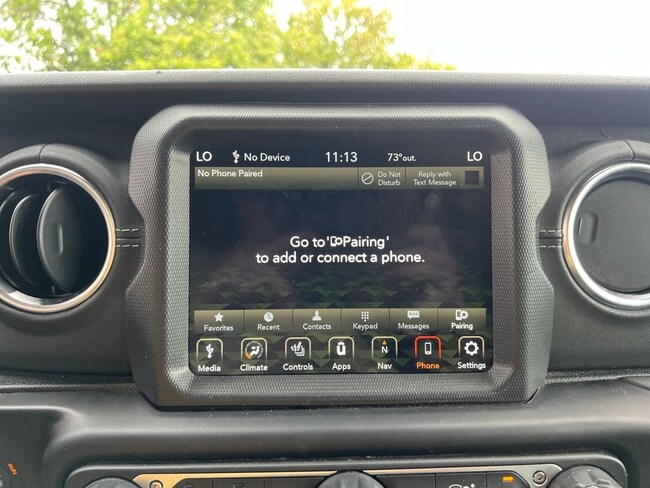 LO No Device 11:13 73°out. LO
No Phone Paired
Do Not
Disturb
Reply with
Text Message
Go to 'Pairing'
to add or connect a phone.
Favorites Recent Contacts Keypad Messages Pairing
N
Media Climate Controls Apps Nav Phone Settings
RUN